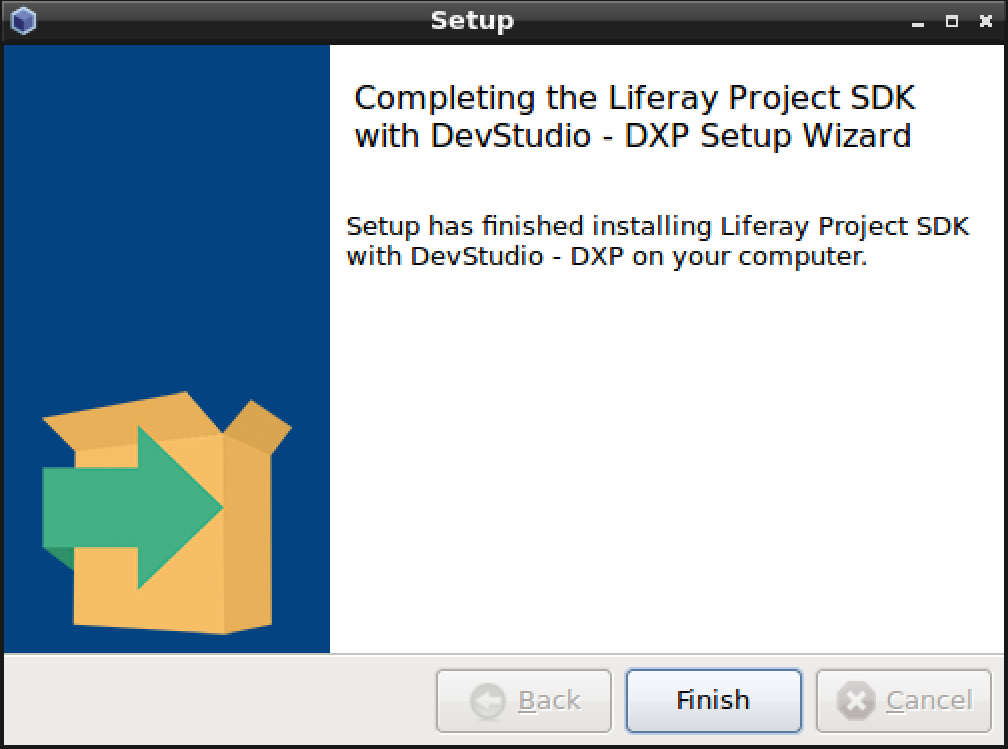 Setup
Completing the Liferay Project SDK
with DevStudio - DXP Setup Wizard
Setup has finished installing Liferay Project SDK
with DevStudio - DXP on your computer.
Back
Finish
Cancel